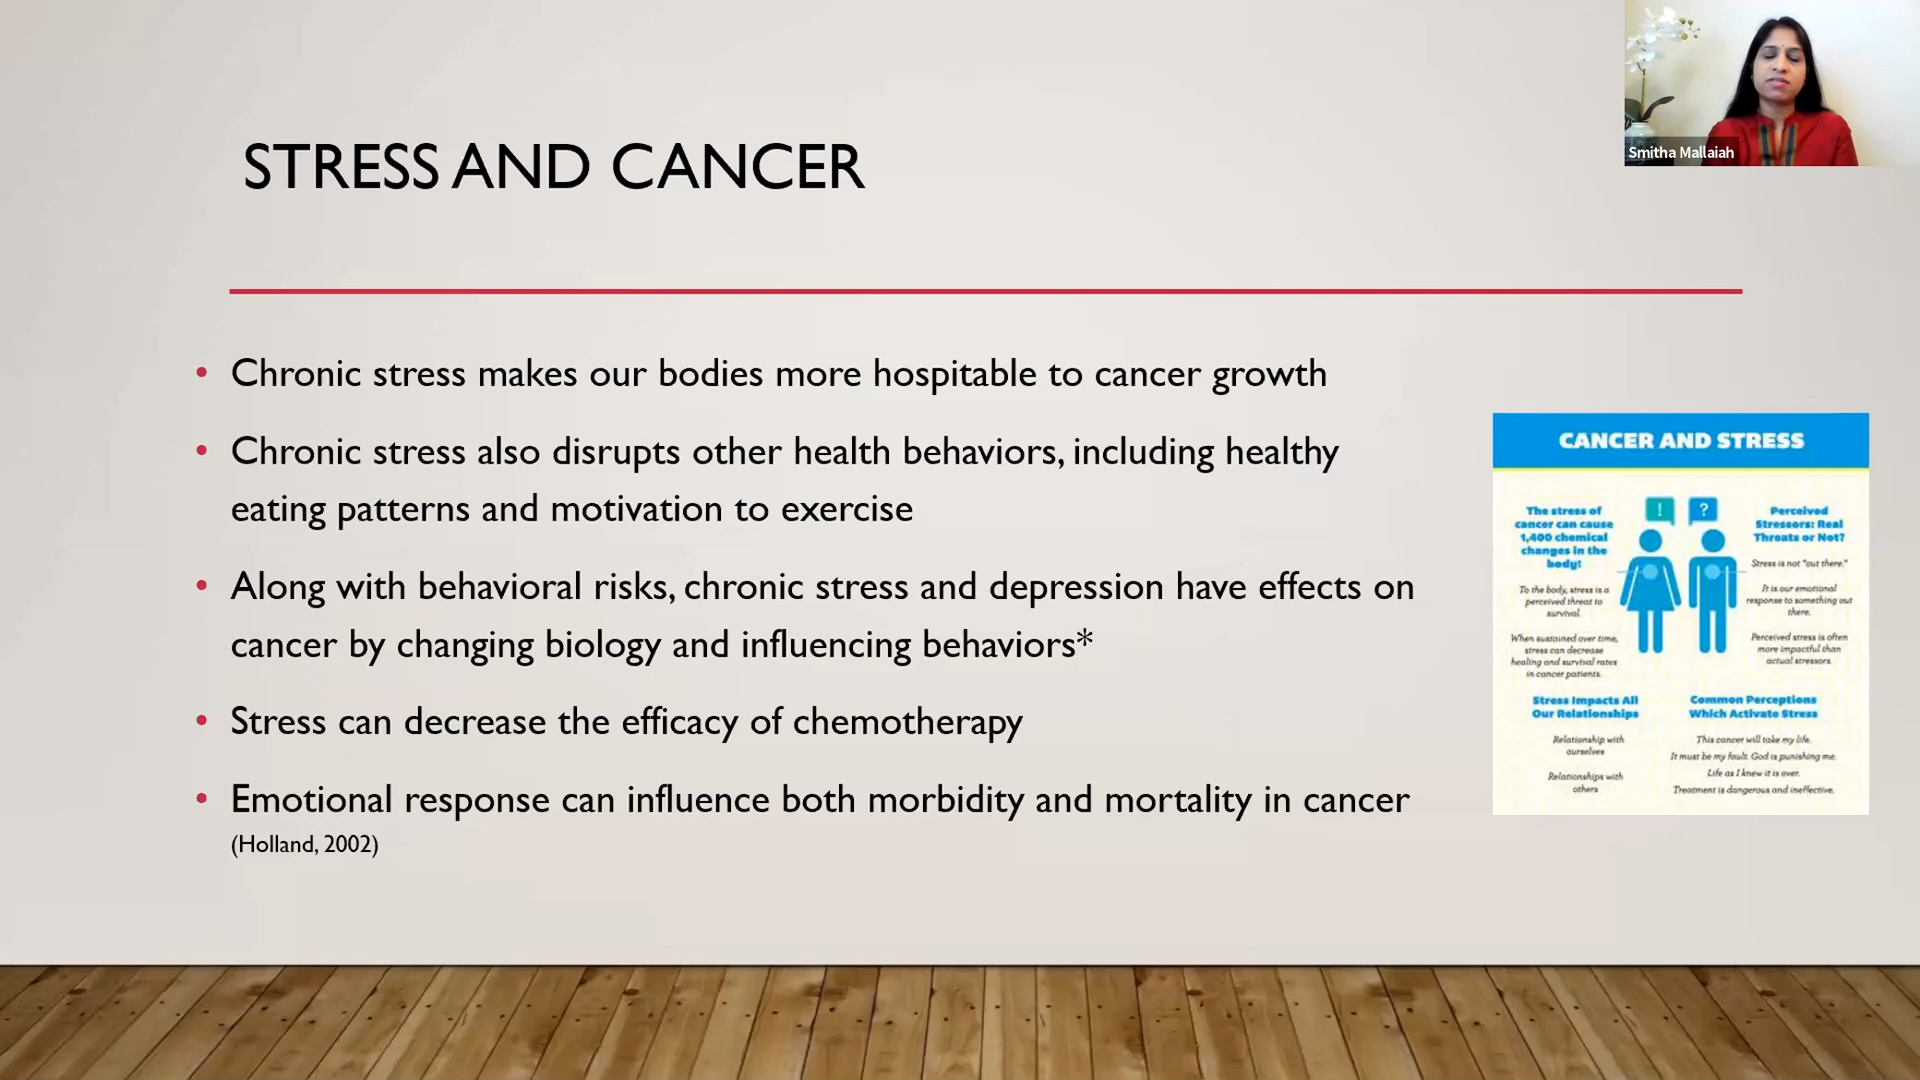 STRESS AND CANCER
Smitha Mallaiah
• Chronic stress makes our bodies more hospitable to cancer growth
• Chronic stress also disrupts other health behaviors, including healthy
eating patterns and motivation to exercise
• Along with behavioral risks, chronic stress and depression have effects on
cancer by changing biology and influencing behaviors*
• Stress can decrease the efficacy of chemotherapy
• Emotional response can influence both morbidity and mortality in cancer
(Holland, 2002)
CANCER AND STRESS
The stress of
cancer can cause
1,400 chemical
changes in the
body!
To the body, stress is a
perceived threat to
survival.
When sustained over time,
stress can decrease
healing and survival rates
in cancer patients.
!
?
Perceived
Stressors: Real
Threats or Not?
Stress is not "out there."
It is our emotional
response to something out
there.
Perceived stress is often
more impactful than
actual stressors.
Stress Impacts All
Our Relationships
Relationship with
ourselves
Relationships with
others
Common Perceptions
Which Activate Stress
This cancer will take my life.
It must be my fault. God is punishing me.
Life as I knew it is over.
Treatment is dangerous and ineffective.